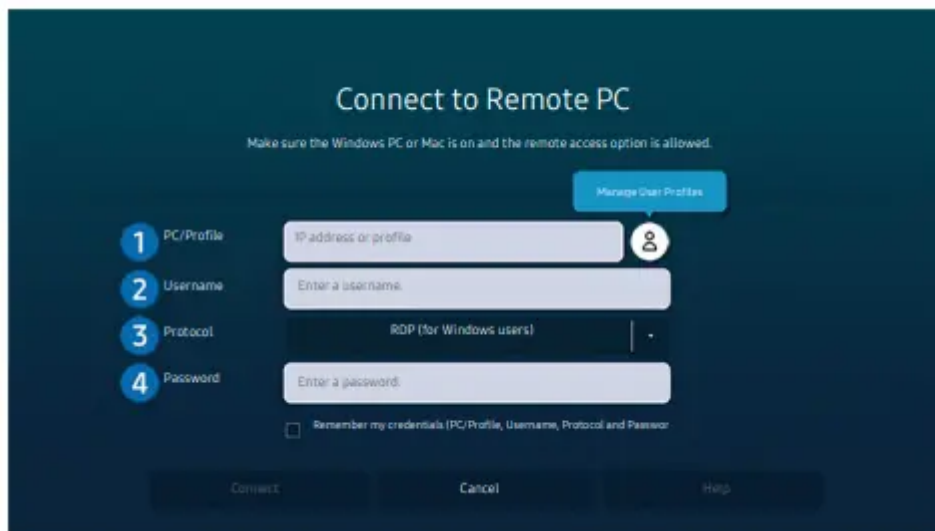 Connect to Remote PC
Make sure the Windows PC or Mac is on and the remote access option is allowed.
Manage User Profiles
1 PC/Profile IP address or profile
2 Username Enter a username.
3 Protocol RDP (for Windows users)
4 Password Enter a password.
Remember my credentials (PC/Profile, Username, Protocol and Passwor
Connect Cancel Help